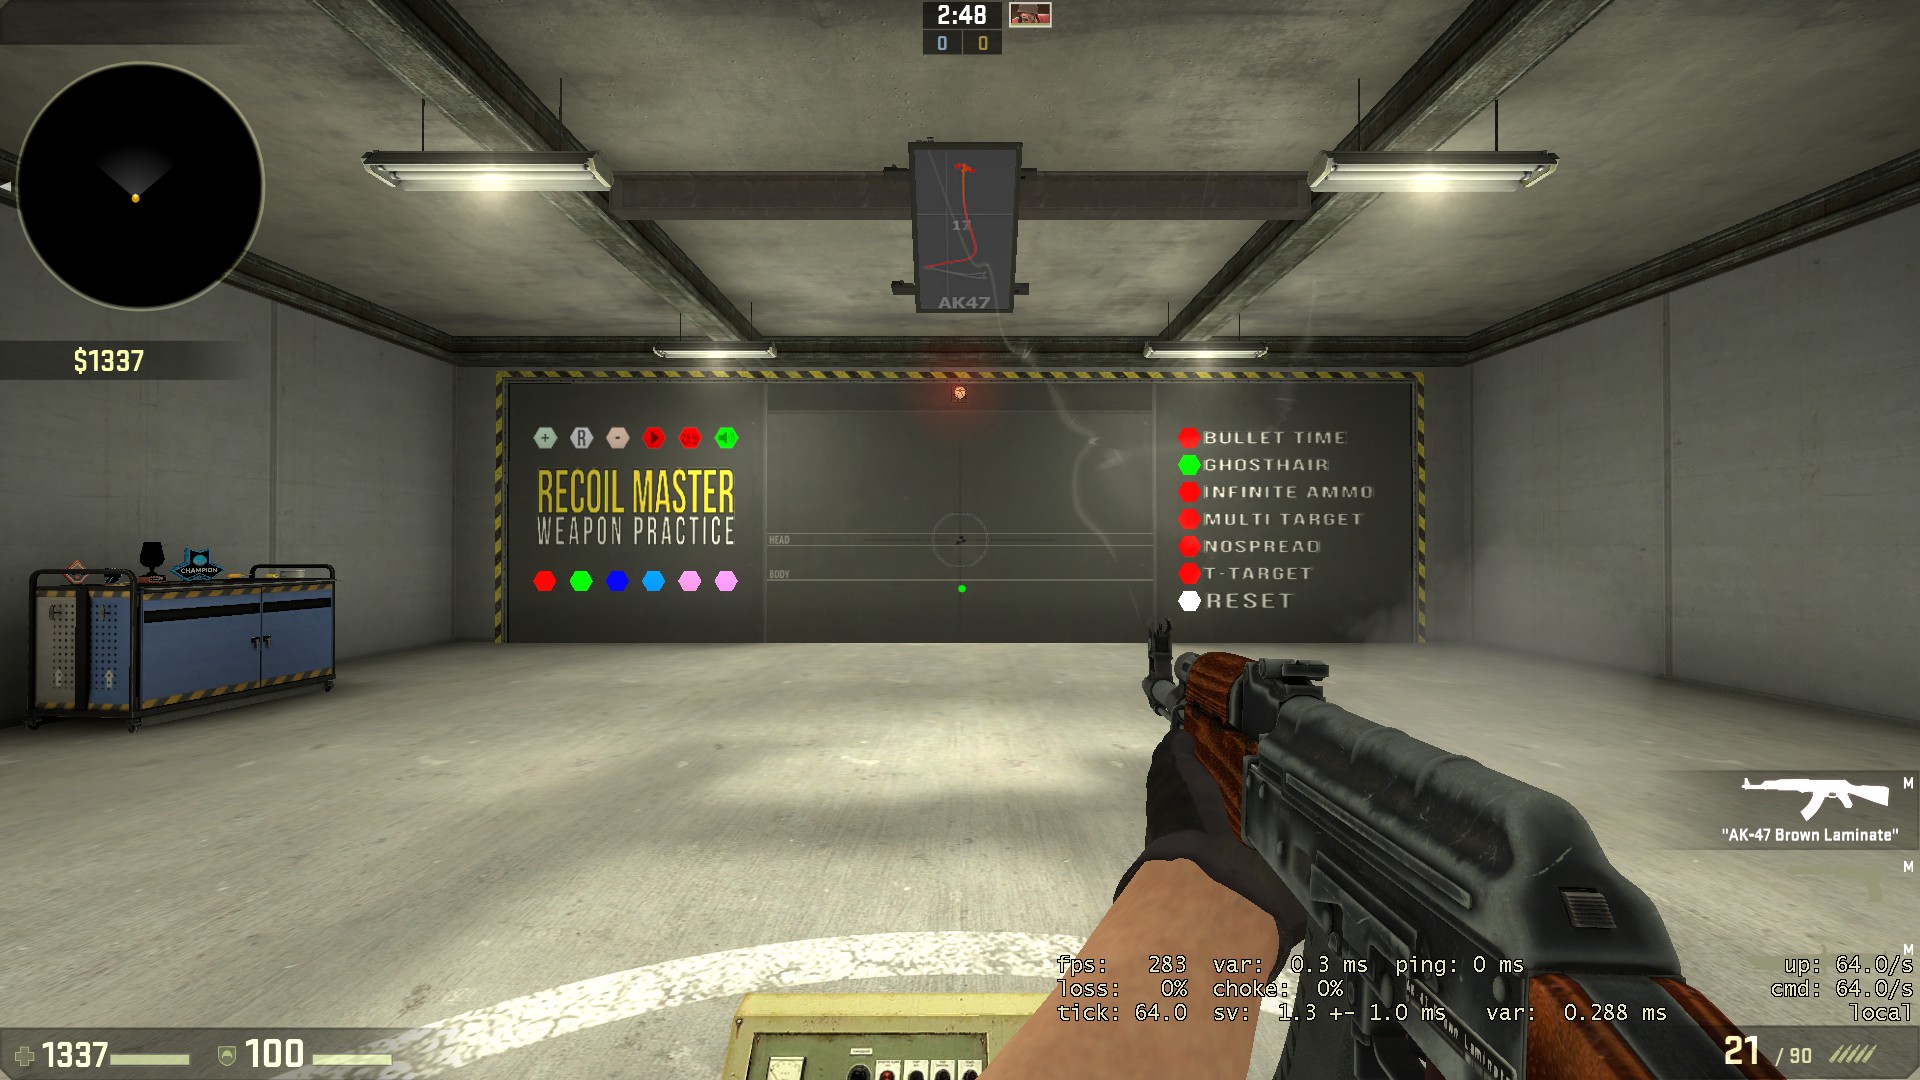 2:48
0 0
17
AK47
$1337
+ R -
RECOIL MASTER
WEAPON PRACTICE
HEAD
BODY
BULLET TIME
GHOSTHAIR
INFINITE AMMO
MULTI TARGET
NOSPREAD
T-TARGET
RESET
CHAMPION
M
"AK-47 Brown Laminate"
M
M
fps: 283 var: 0.3 ms ping: 0 ms
loss: 0% choke: 0%
tick: 64.0 sv: 1.3 +- 1.0 ms var: 0.288 ms
up: 64.0/s
cmd: 64.0/s
local
1337 100
21 / 90